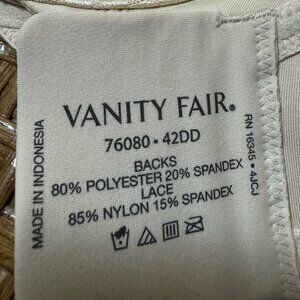 VANITY FAIR®
76080 • 42DD
BACKS
80% POLYESTER 20% SPANDEX
LACE
85% NYLON 15% SPANDEX
MADE IN INDONESIA
RN 16345 • 4JCJ